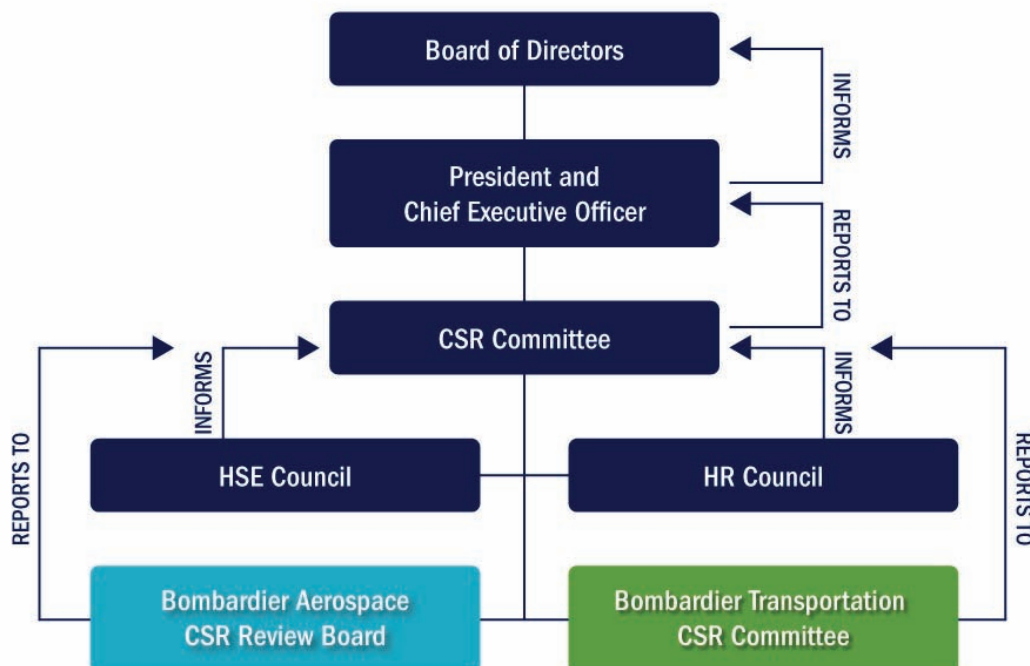 Board of Directors
INFORMS
President and
Chief Executive Officer
REPORTS TO
CSR Committee
INFORMS
INFORMS
REPORTS TO
HSE Council
HR Council
REPORTS TO
Bombardier Aerospace
CSR Review Board
Bombardier Transportation
CSR Committee